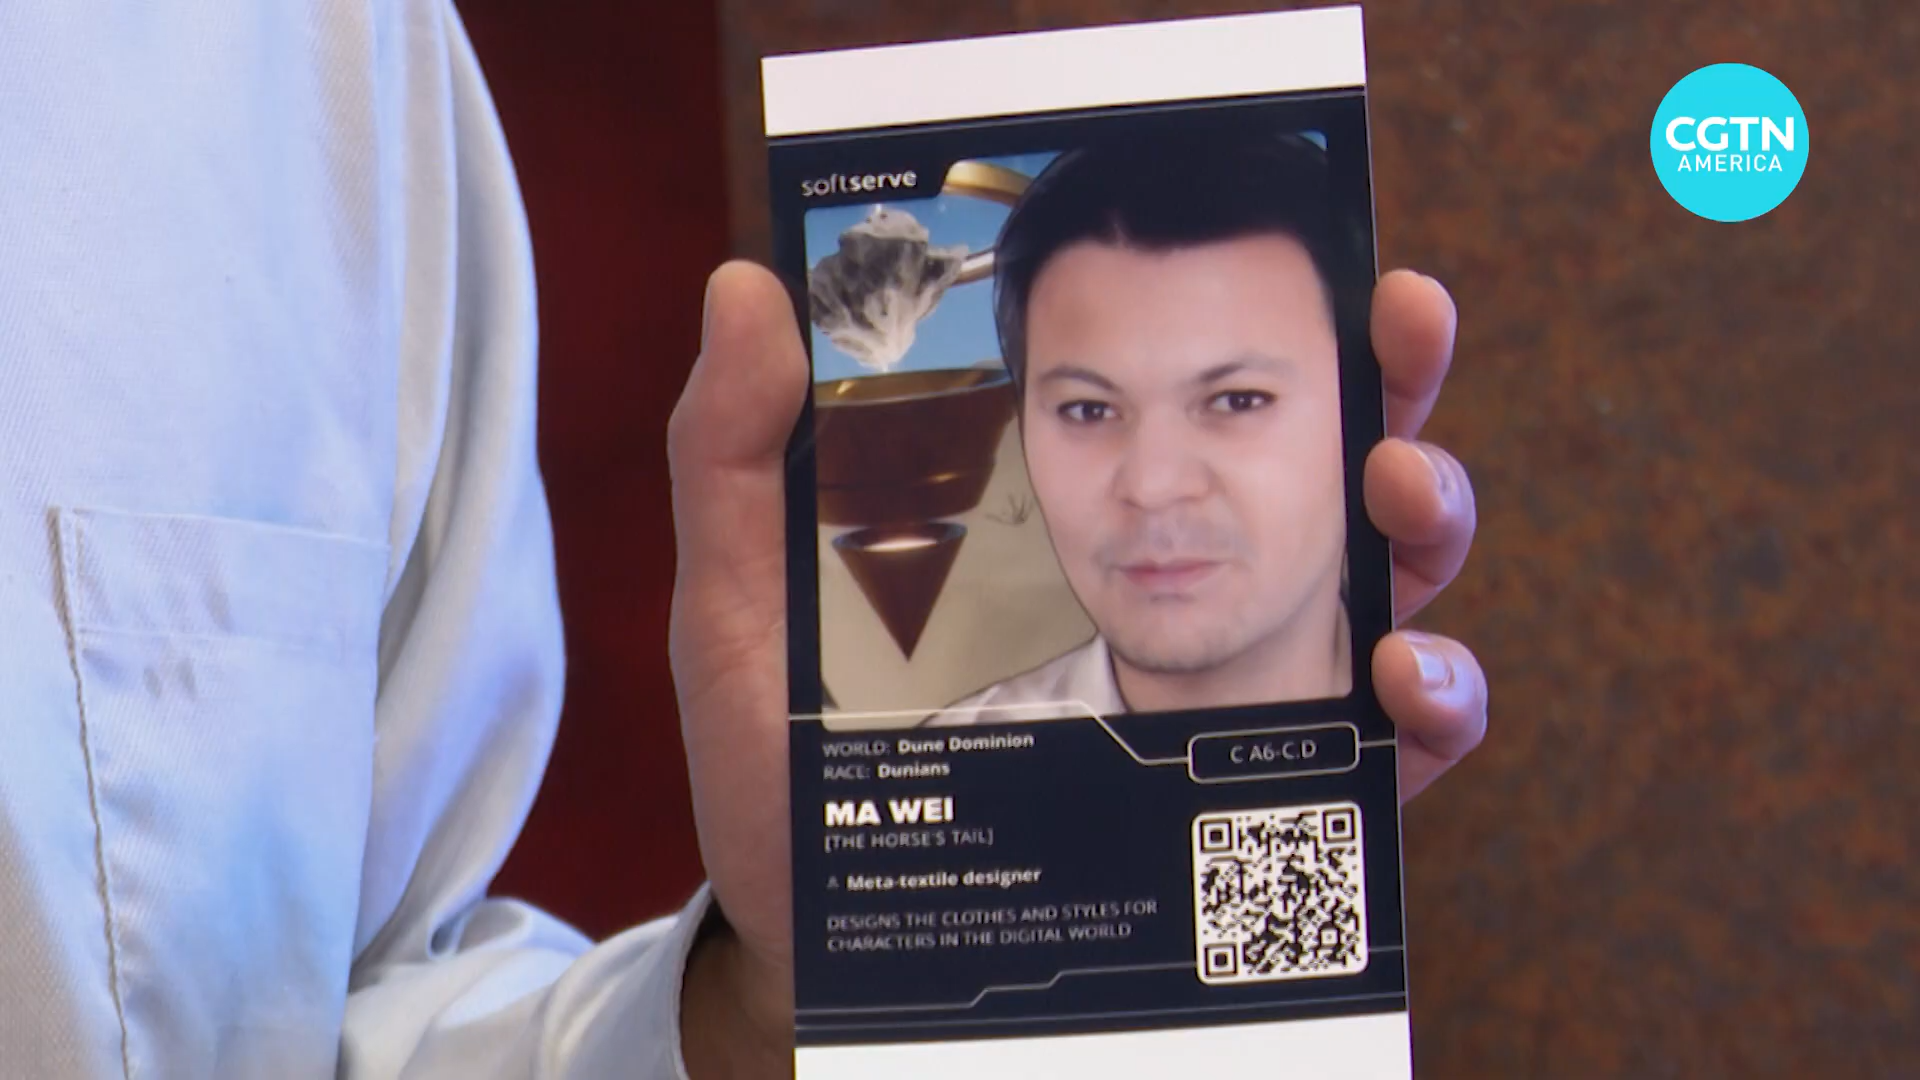 CGTN
AMERICA
softserve
WORLD: Dune Dominion
RACE: Dunians
C A6-C.D
MA WEI
[THE HORSE'S TAIL]
Meta-textile designer
DESIGNS THE CLOTHES AND STYLES FOR
CHARACTERS IN THE DIGITAL WORLD